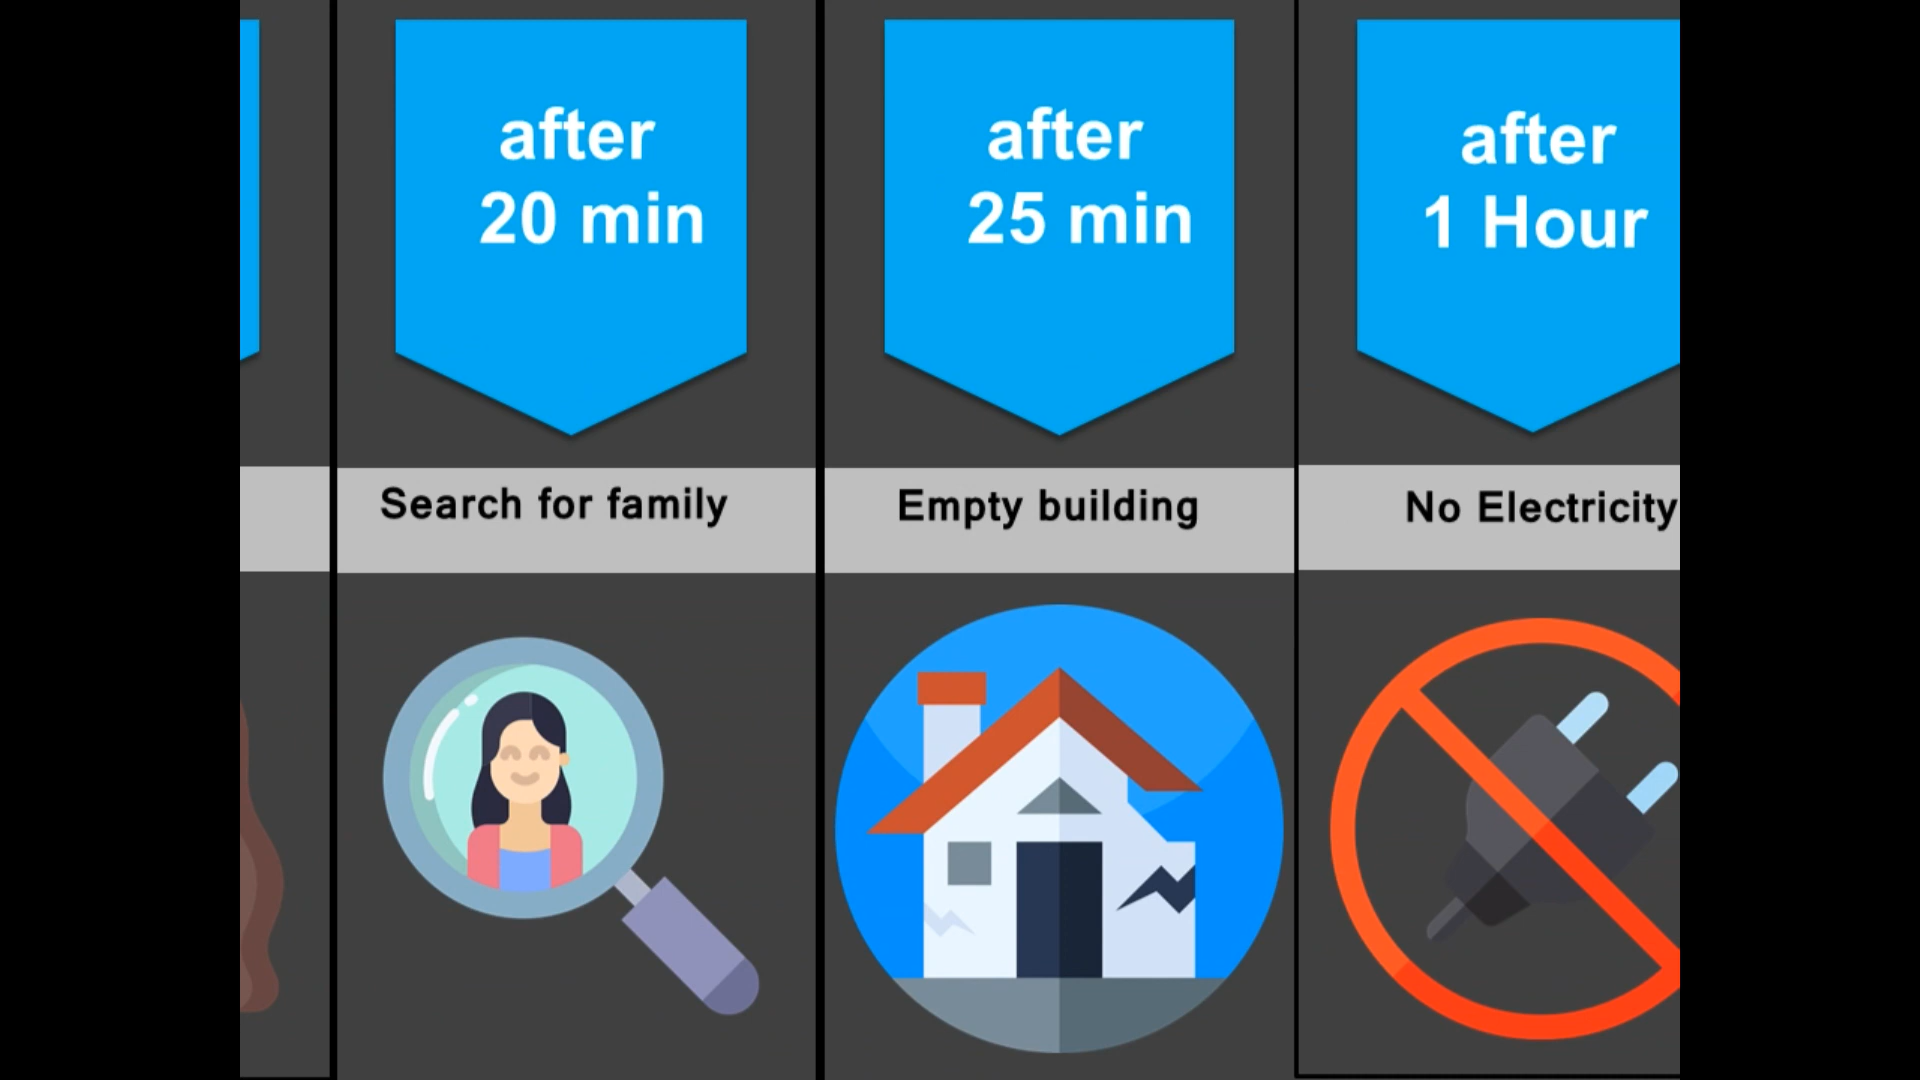 after
20 min
after
25 min
after
1 Hour
Search for family
Empty building
No Electricity